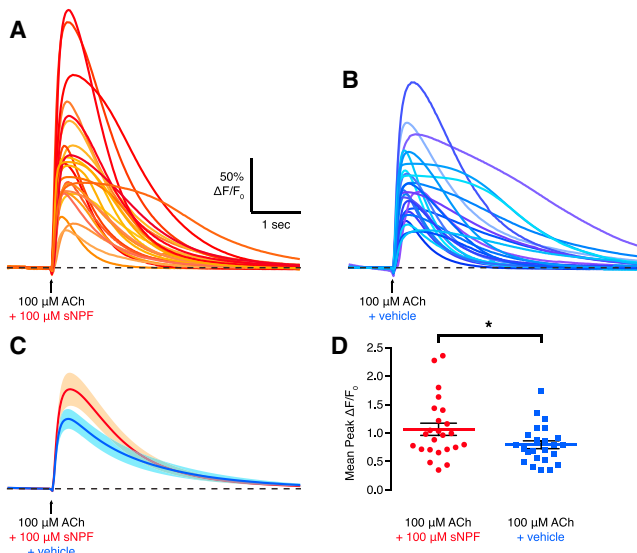 A
50%
ΔF/F₀
1 sec
100 µM ACh
+ 100 µM sNPF
B
100 µM ACh
+ vehicle
C
100 µM ACh
+ 100 µM sNPF
+ vehicle
D
*
Mean Peak ΔF/F₀
2.5
2.0
1.5
1.0
0.5
0.0
100 µM ACh
+ 100 µM sNPF
100 µM ACh
+ vehicle